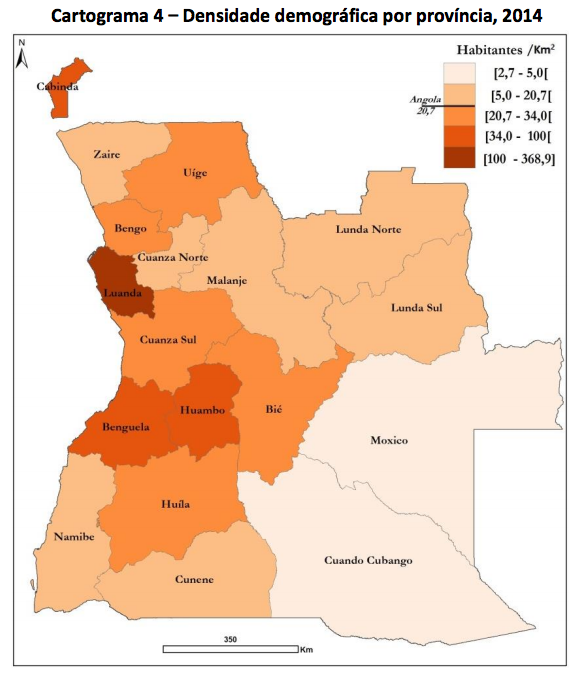 Cartograma 4 – Densidade demográfica por província, 2014
N
Habitantes /Km²
[2,7 - 5,0[
[5,0 - 20,7[
Angola
20,7
[20,7 - 34,0[
[34,0 - 100[
[100 - 368,9]
Cabinda
Zaire
Uíge
Bengo
Lunda Norte
Cuanza Norte
Malanje
Luanda
Lunda Sul
Cuanza Sul
Huambo
Bié
Benguela
Moxico
Huíla
Namibe
Cuando Cubango
Cunene
350
Km